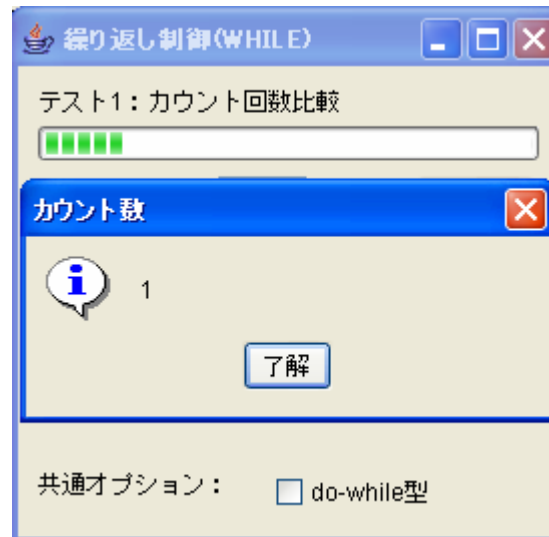 繰り返し制御(WHILE)
テスト1：カウント回数比較
カウント数
1
了解
共通オプション：
do-while型